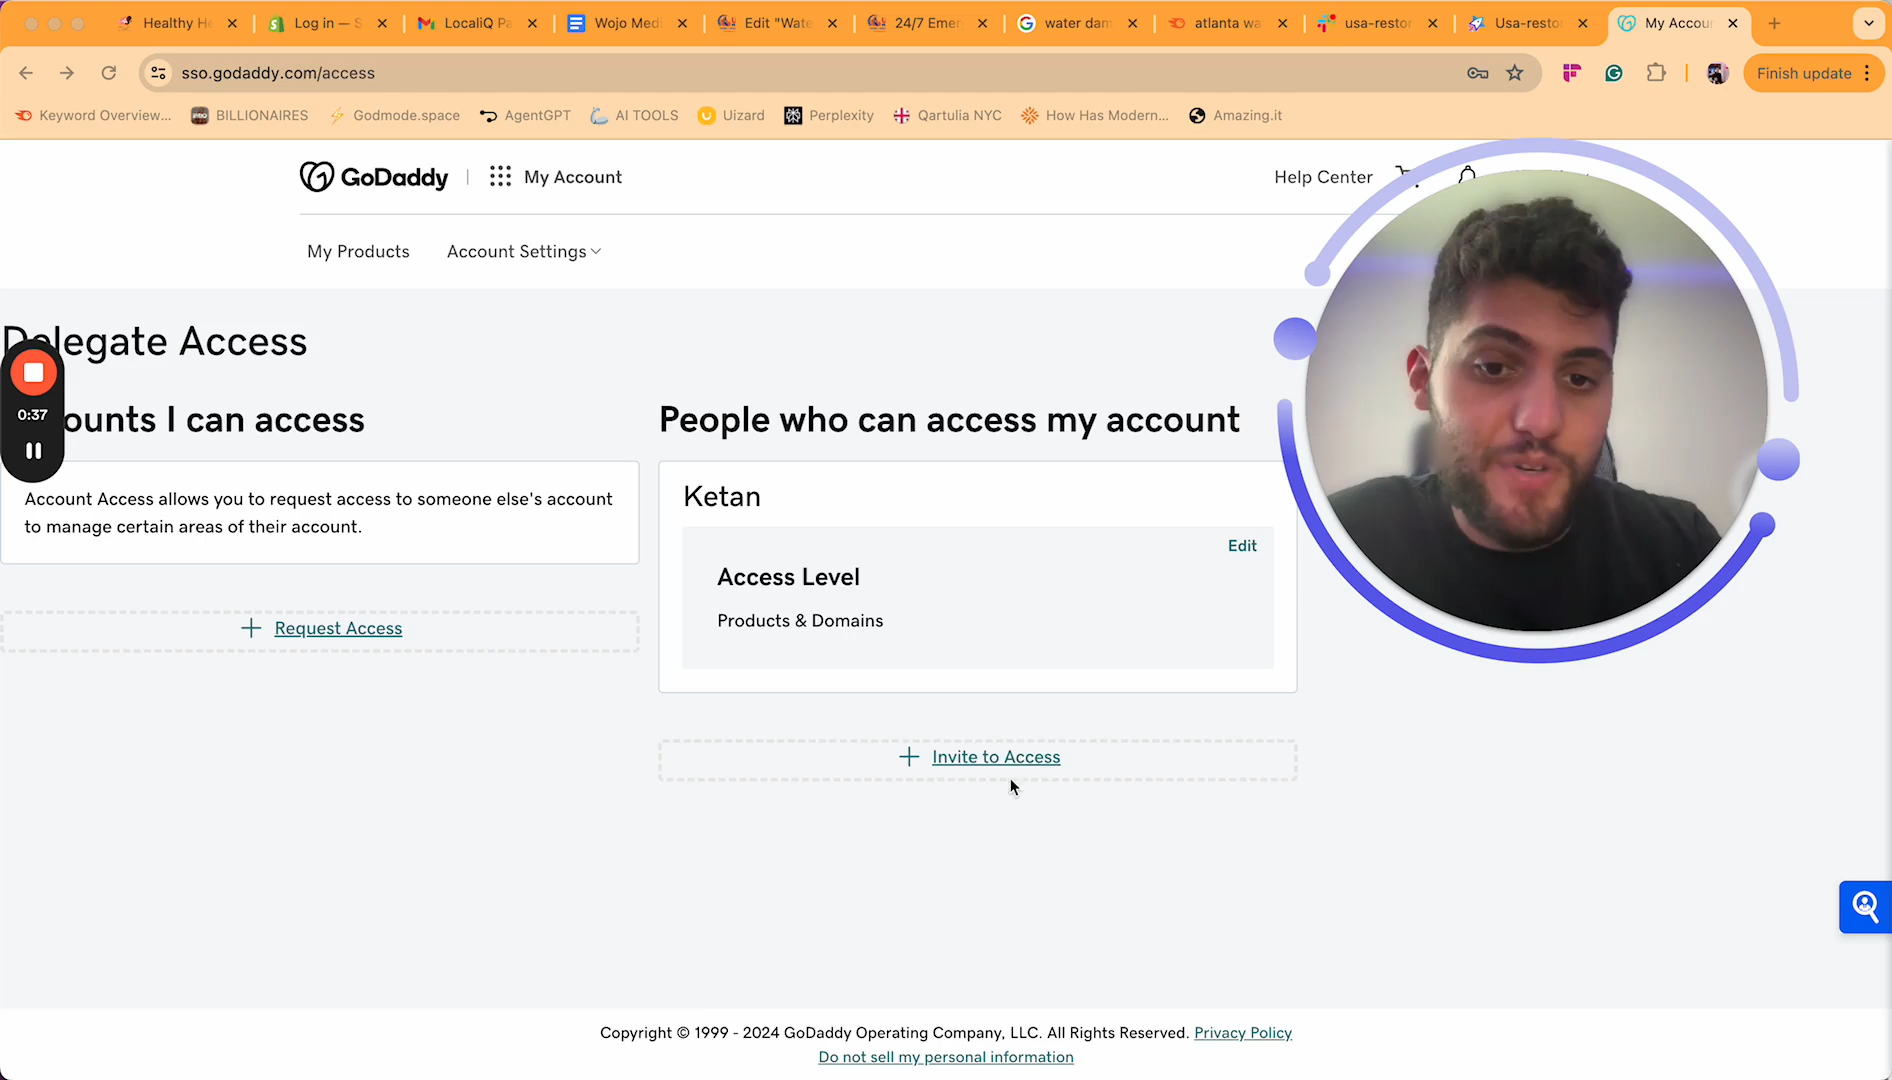 Healthy H
Log in — S
LocaliQ Pa
Wojo Medi
Edit "Wate
24/7 Emer
water dam
atlanta wa
usa-restor
Usa-resto
My Accou
sso.godaddy.com/access
Finish update
Keyword Overview...
BILLIONAIRES
Godmode.space
AgentGPT
AI TOOLS
Uizard
Perplexity
Qartulia NYC
How Has Modern...
Amazing.it
GoDaddy
My Account
Help Center
My Products
Account Settings
Delegate Access
0:37
ounts I can access
People who can access my account
Account Access allows you to request access to someone else's account
to manage certain areas of their account.
Request Access
Ketan
Edit
Access Level
Products & Domains
Invite to Access
Copyright © 1999 - 2024 GoDaddy Operating Company, LLC. All Rights Reserved. Privacy Policy
Do not sell my personal information